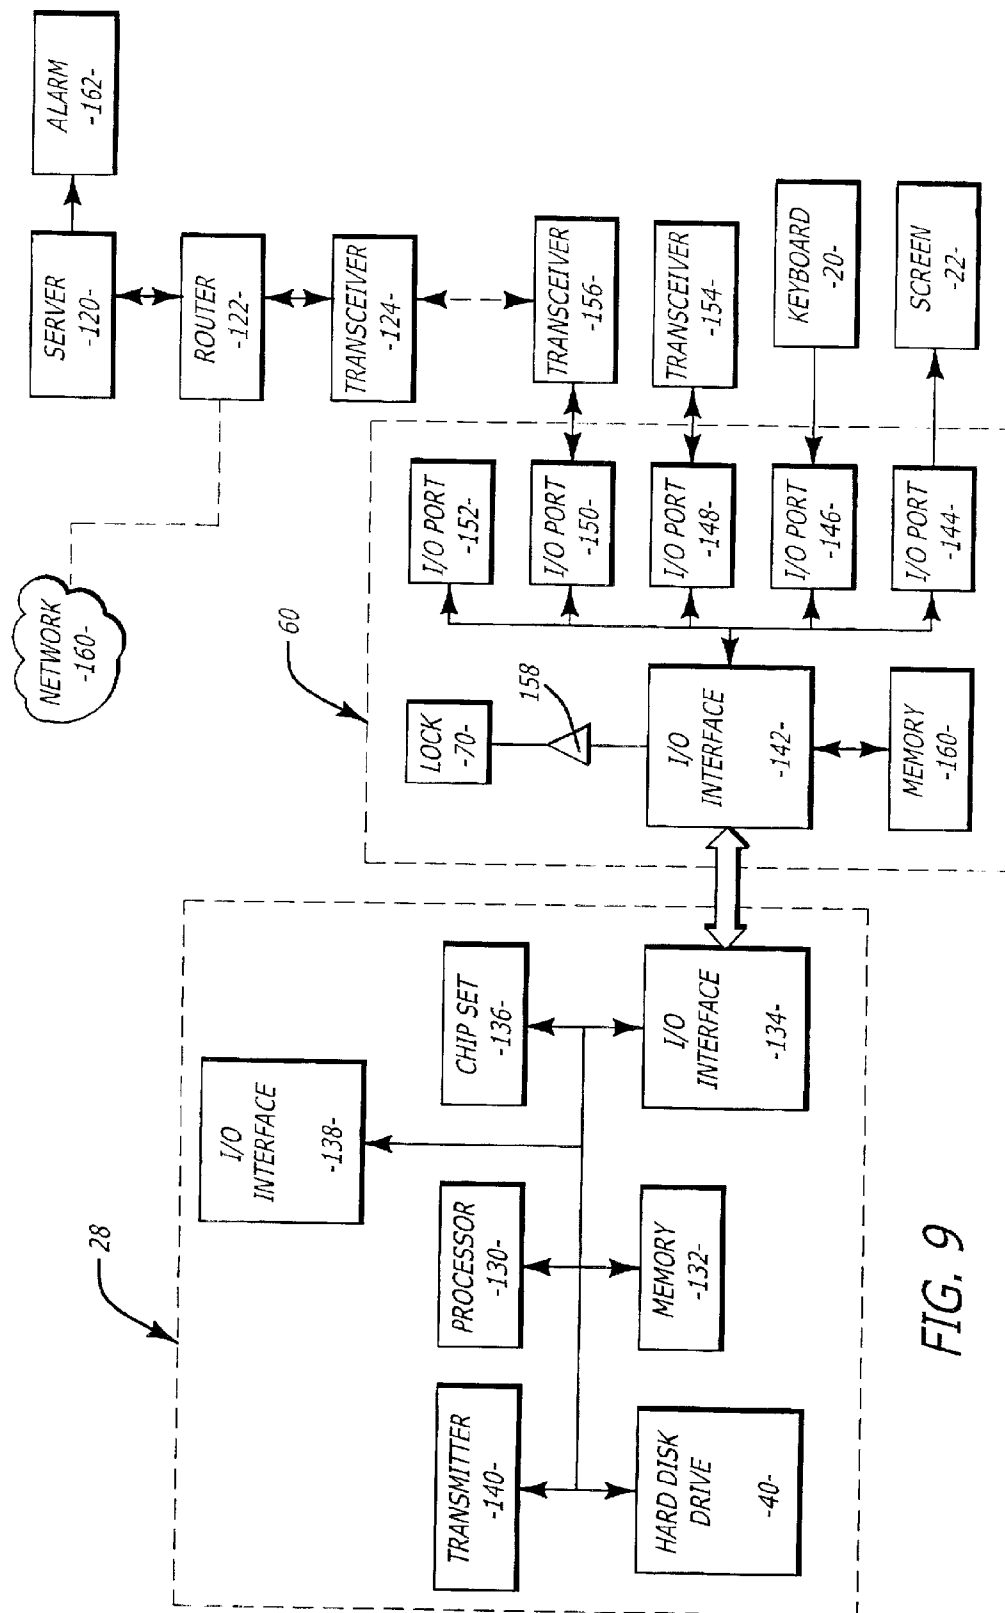 28
TRANSMITTER
-140-
PROCESSOR
-130-
I/O
INTERFACE
-138-
CHIP SET
-136-
HARD DISK
DRIVE
-40-
MEMORY
-132-
I/O
INTERFACE
-134-
60
LOCK
-70-
158
I/O
INTERFACE
-142-
MEMORY
-160-
I/O PORT
-152-
I/O PORT
-150-
I/O PORT
-148-
I/O PORT
-146-
I/O PORT
-144-
NETWORK
-160-
SERVER
-120-
ALARM
-162-
ROUTER
-122-
TRANSCEIVER
-124-
TRANSCEIVER
-156-
TRANSCEIVER
-154-
KEYBOARD
-20-
SCREEN
-22-
FIG. 9